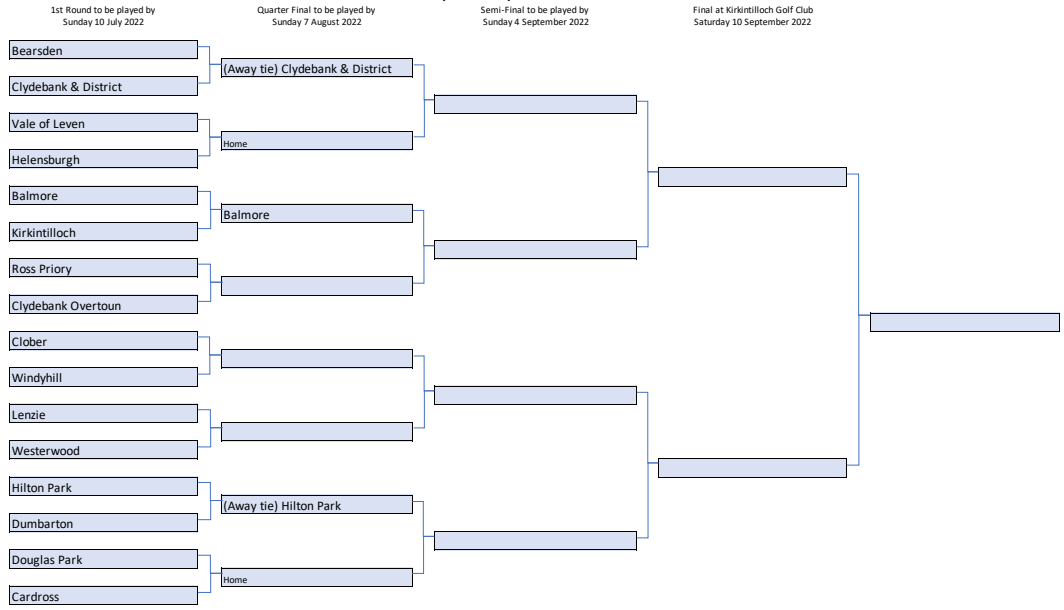 1st Round to be played by
Sunday 10 July 2022
Quarter Final to be played by
Sunday 7 August 2022
Semi-Final to be played by
Sunday 4 September 2022
Final at Kirkintilloch Golf Club
Saturday 10 September 2022
Bearsden
(Away tie) Clydebank & District
Clydebank & District
Vale of Leven
Home
Helensburgh
Balmore
Balmore
Kirkintilloch
Ross Priory
Clydebank Overtoun
Clober
Windyhill
Lenzie
Westerwood
Hilton Park
(Away tie) Hilton Park
Dumbarton
Douglas Park
Home
Cardross